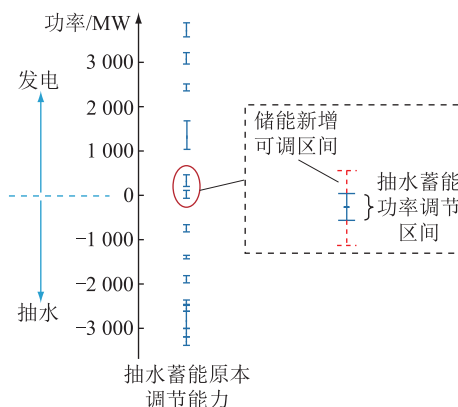 功率/MW
发电
3 000
2 000
1 000
0
−1 000
−2 000
−3 000
抽水
抽水蓄能原本
调节能力
储能新增
可调区间
抽水蓄能
功率调节
区间